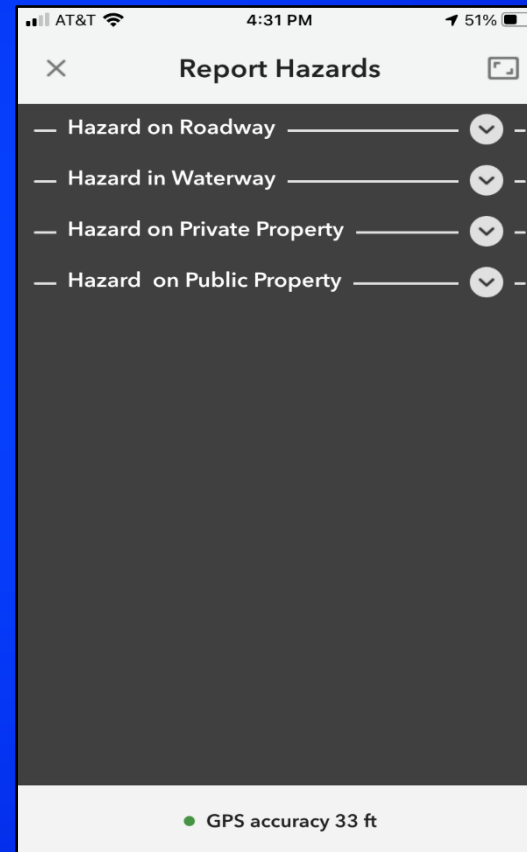 AT&T
4:31 PM
51%
Report Hazards
Hazard on Roadway
Hazard in Waterway
Hazard on Private Property
Hazard  on Public Property
GPS accuracy 33 ft